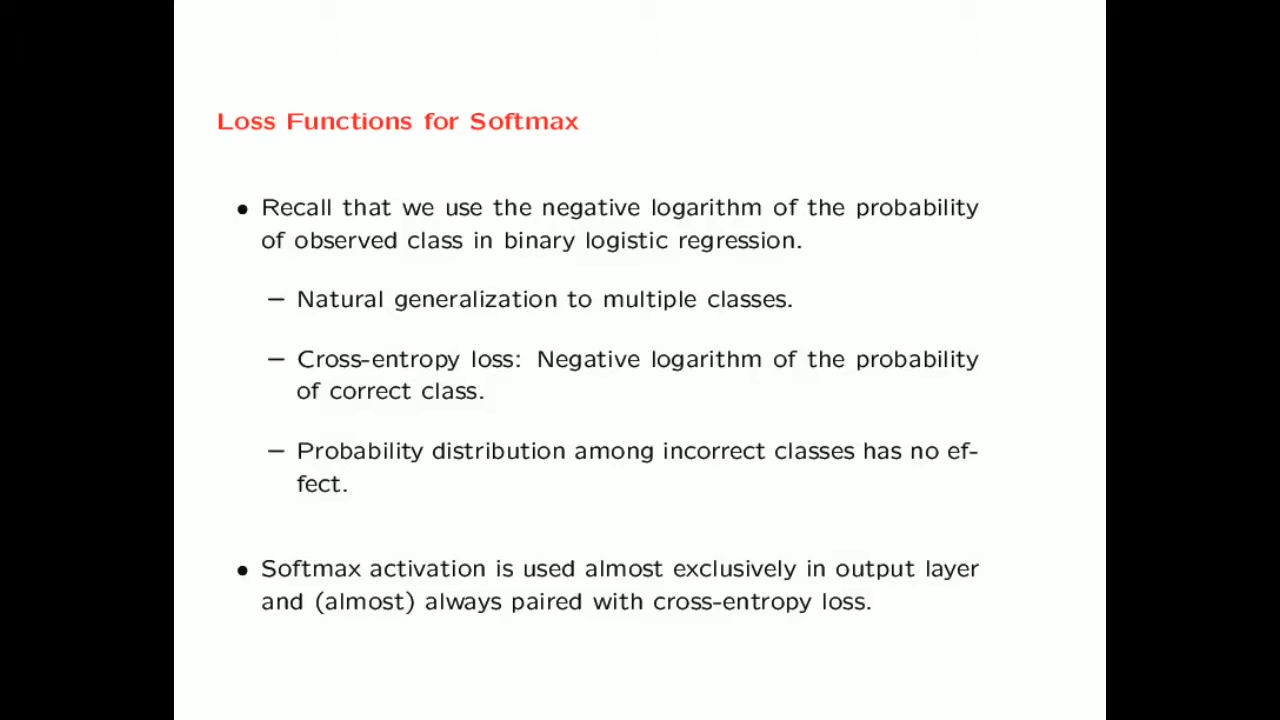 Loss Functions for Softmax
• Recall that we use the negative logarithm of the probability
of observed class in binary logistic regression.
– Natural generalization to multiple classes.
– Cross-entropy loss: Negative logarithm of the probability
of correct class.
– Probability distribution among incorrect classes has no ef-
fect.
• Softmax activation is used almost exclusively in output layer
and (almost) always paired with cross-entropy loss.